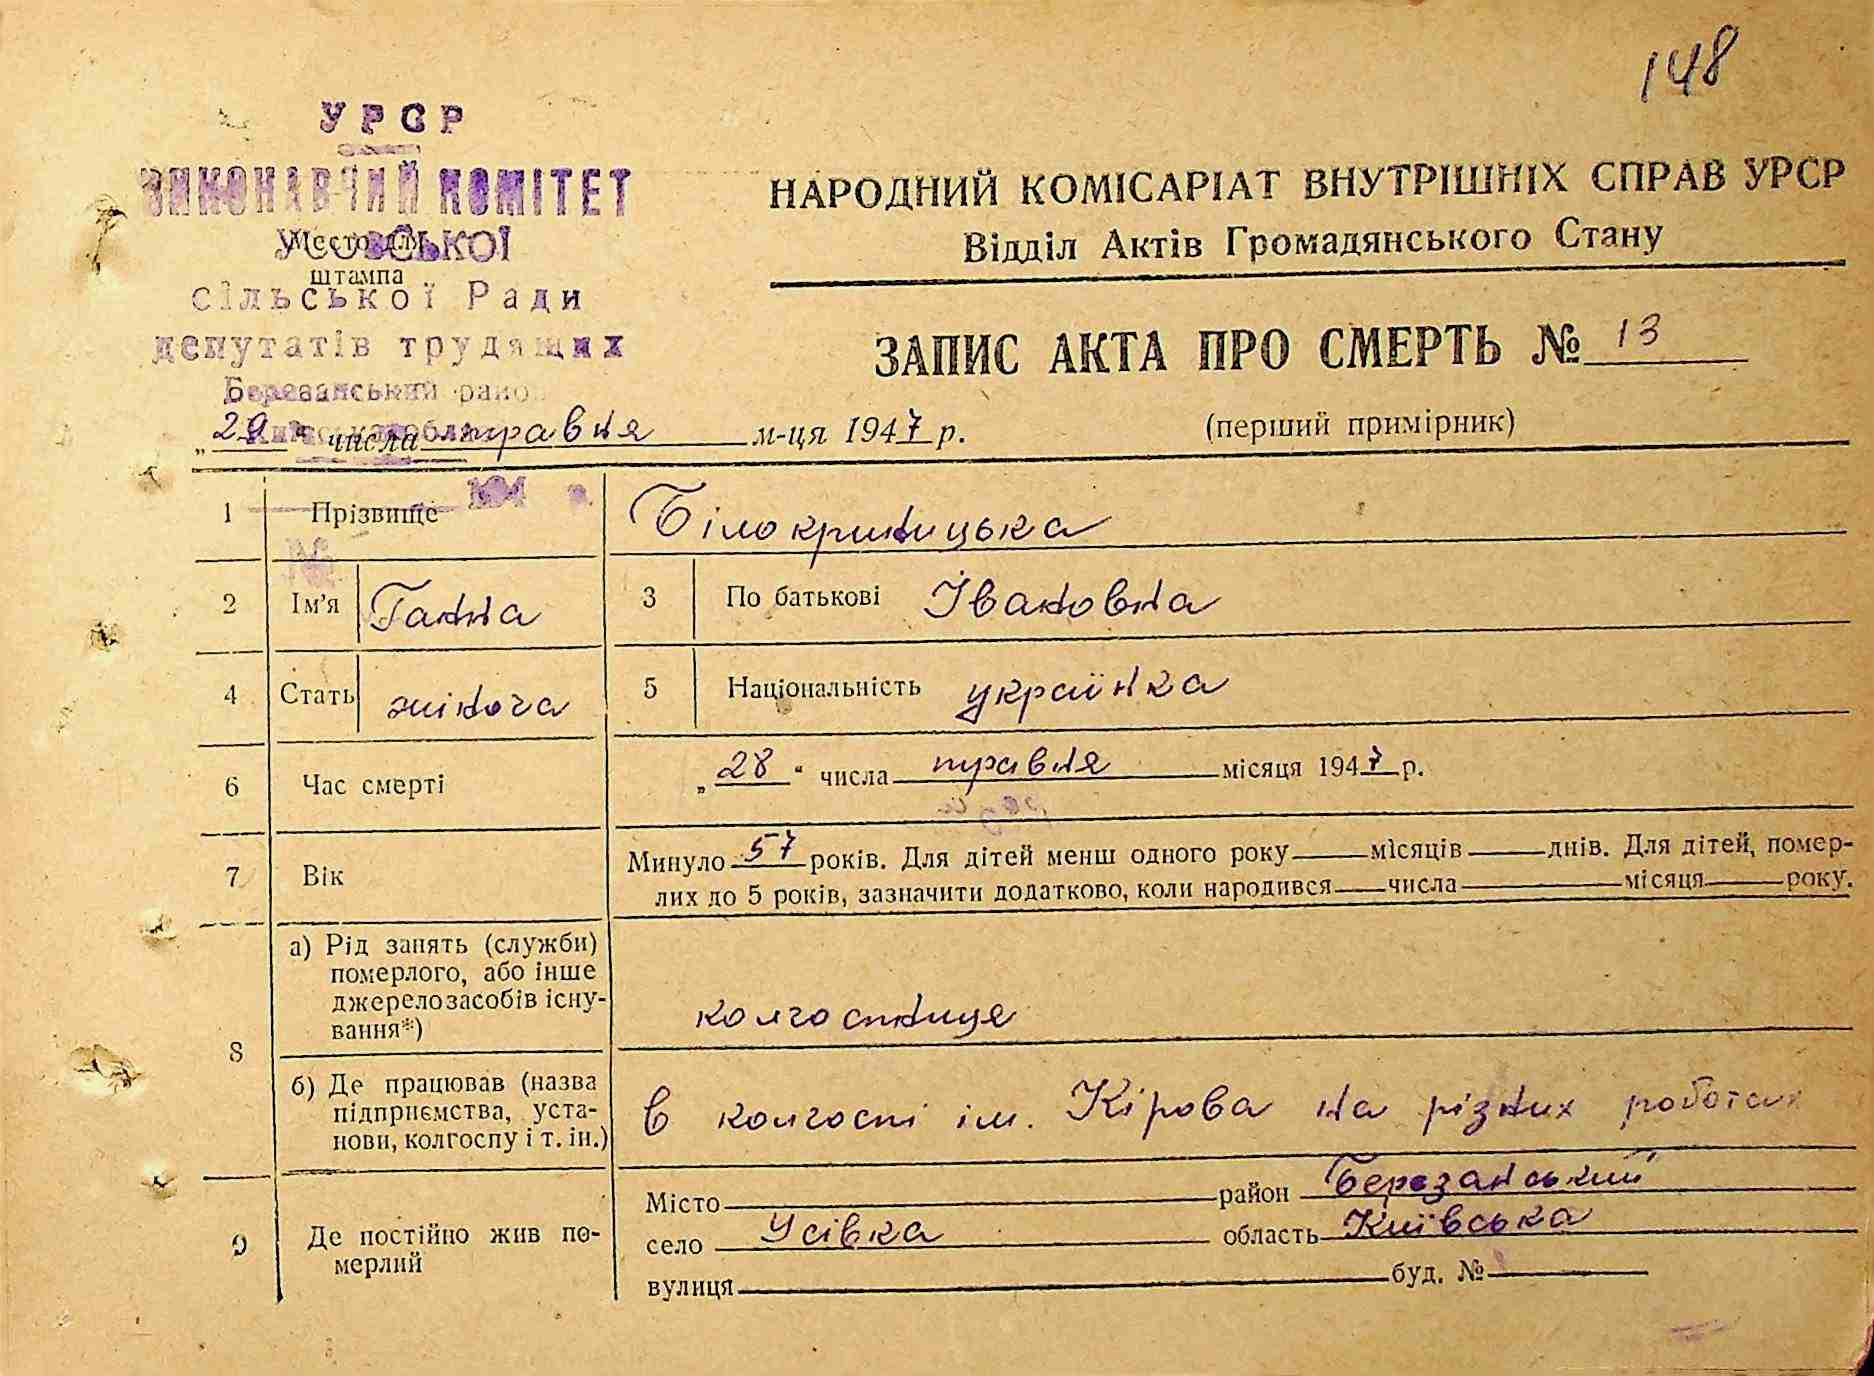 148
УРСР
ВИКОНАВЧИЙ КОМІТЕТ
УСІВСЬКОЇ
Место для
штампа
сільської Ради
депутатів трудящих
Березанський район
НАРОДНИЙ КОМІСАРІАТ ВНУТРІШНІХ СПРАВ УРСР
Відділ Актів Громадянського Стану
ЗАПИС АКТА ПРО СМЕРТЬ № 13
„29" числа травня м-ця 1947 р. (перший примірник)
194 р.
1 Прізвище Білокриницька
2 Ім'я Ганна 3 По батькові Івановна
4 Стать жіноча 5 Національність українка
6 Час смерті „28" числа травня місяця 1947 р.
7 Вік Минуло 57 років. Для дітей менш одного року місяців днів. Для дітей, помер-
лих до 5 років, зазначити додатково, коли народився числа місяця року.
8 а) Рід занять (служби)
померлого, або інше
джерело засобів існу-
вання*)
колгоспниця
б) Де працював (назва
підприємства, уста-
нови, колгоспу і т. ін.)
в колгоспі ім. Кірова на різних роботах
9 Де постійно жив по-
мерлий
Місто район Березанський
село Усівка область Київська
вулиця буд. №